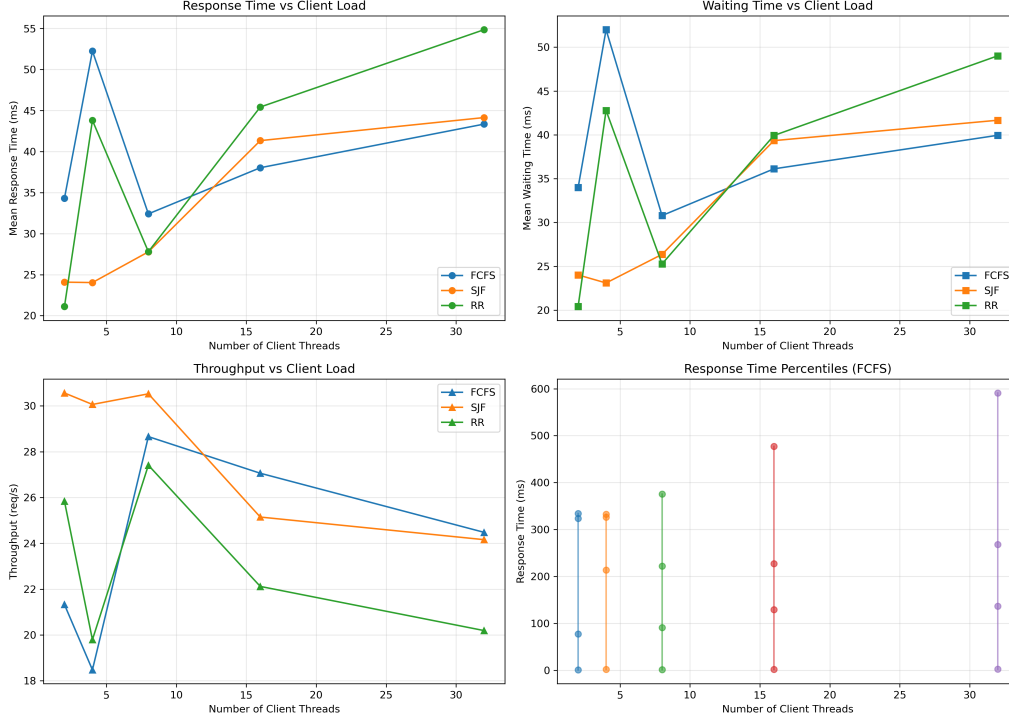 Response Time vs Client Load
Mean Response Time (ms)
55
50
45
40
35
30
25
20
5
10
15
20
25
30
Number of Client Threads
FCFS
SJF
RR
Waiting Time vs Client Load
Mean Waiting Time (ms)
50
45
40
35
30
25
20
5
10
15
20
25
30
Number of Client Threads
FCFS
SJF
RR
Throughput vs Client Load
Throughput (req/s)
30
28
26
24
22
20
18
5
10
15
20
25
30
Number of Client Threads
FCFS
SJF
RR
Response Time Percentiles (FCFS)
Response Time (ms)
600
500
400
300
200
100
0
5
10
15
20
25
30
Number of Client Threads